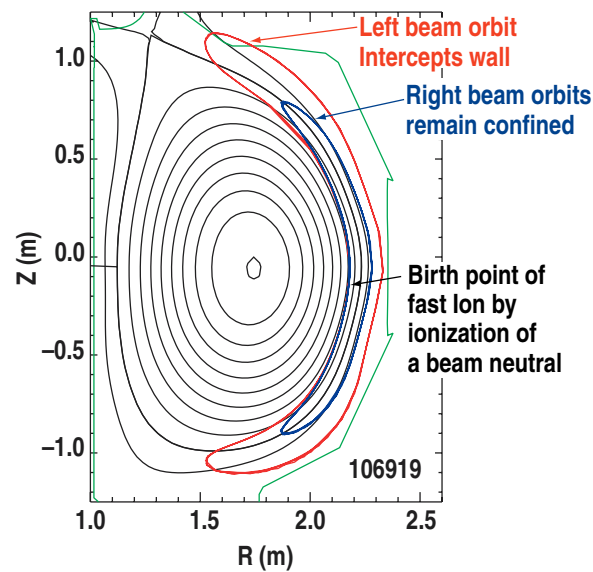 Left beam orbit
Intercepts wall
Right beam orbits
remain confined
Birth point of
fast Ion by
ionization of
a beam neutral
106919
Z (m)
1.0
0.5
0.0
−0.5
−1.0
1.0 1.5 2.0 2.5
R (m)